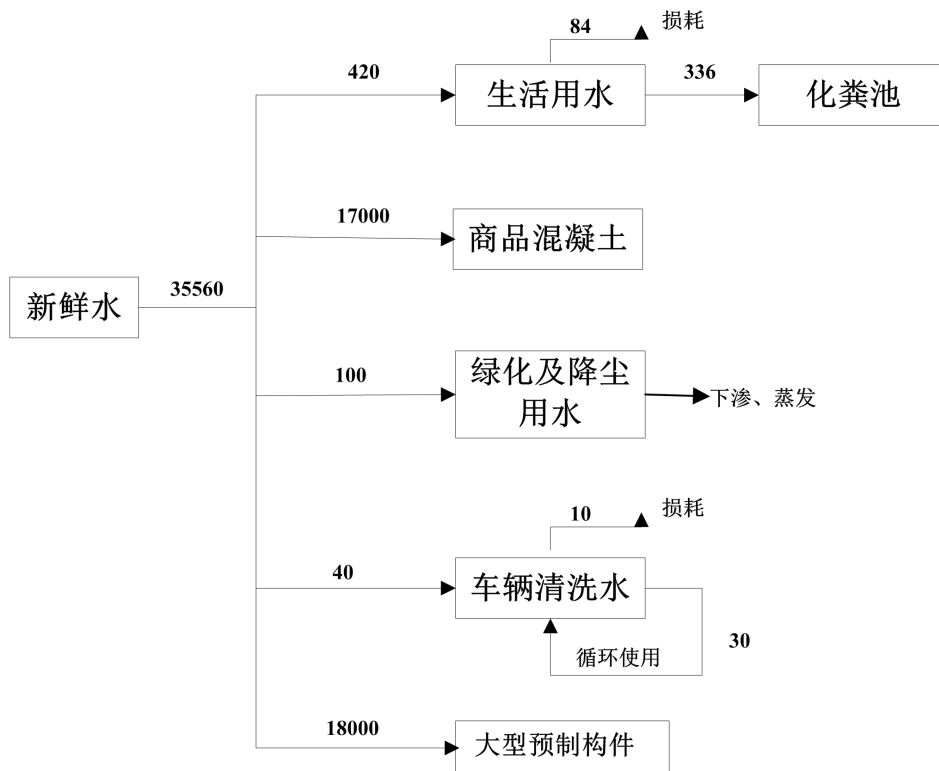 84
损耗
420
生活用水
336
化粪池
17000
商品混凝土
35560
新鲜水
100
绿化及降尘
用水
下渗、蒸发
10
损耗
40
车辆清洗水
30
循环使用
18000
大型预制构件